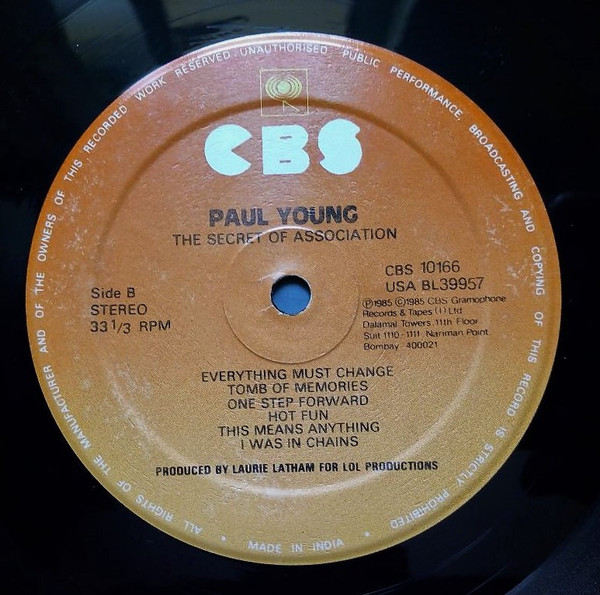 ALL RIGHTS OF THE MANUFACTURER AND OF THE OWNERS OF THIS RECORDED WORK RESERVED. UNAUTHORISED PUBLIC PERFORMANCE BROADCASTING AND COPYING OF THIS RECORD IS STRICTLY PROHIBITED
CBS
PAUL YOUNG
THE SECRET OF ASSOCIATION
CBS 10166
USA BL39957
Side B
STEREO
33 1/3 RPM
℗1985 ©1985 CBS Gramophone
Records & Tapes (I) Ltd
Dalamal Towers, 11th Floor
Suit 1110-1111, Nariman Point
Bombay - 400021
EVERYTHING MUST CHANGE
TOMB OF MEMORIES
ONE STEP FORWARD
HOT FUN
THIS MEANS ANYTHING
I WAS IN CHAINS
PRODUCED BY LAURIE LATHAM FOR LOL PRODUCTIONS
* MADE IN INDIA *